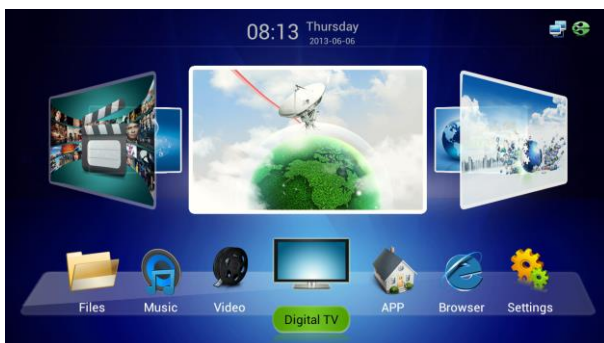 08:13 Thursday
2013-06-06
Files Music Video APP Browser Settings
Digital TV